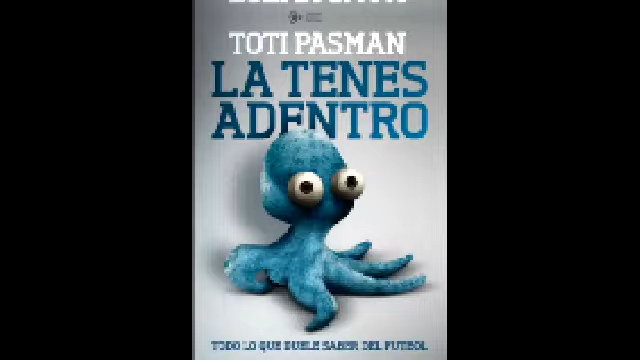 TOTI PASMAN
LA TENES
ADENTRO
TODO LO QUE DUELE SABER DEL FUTBOL